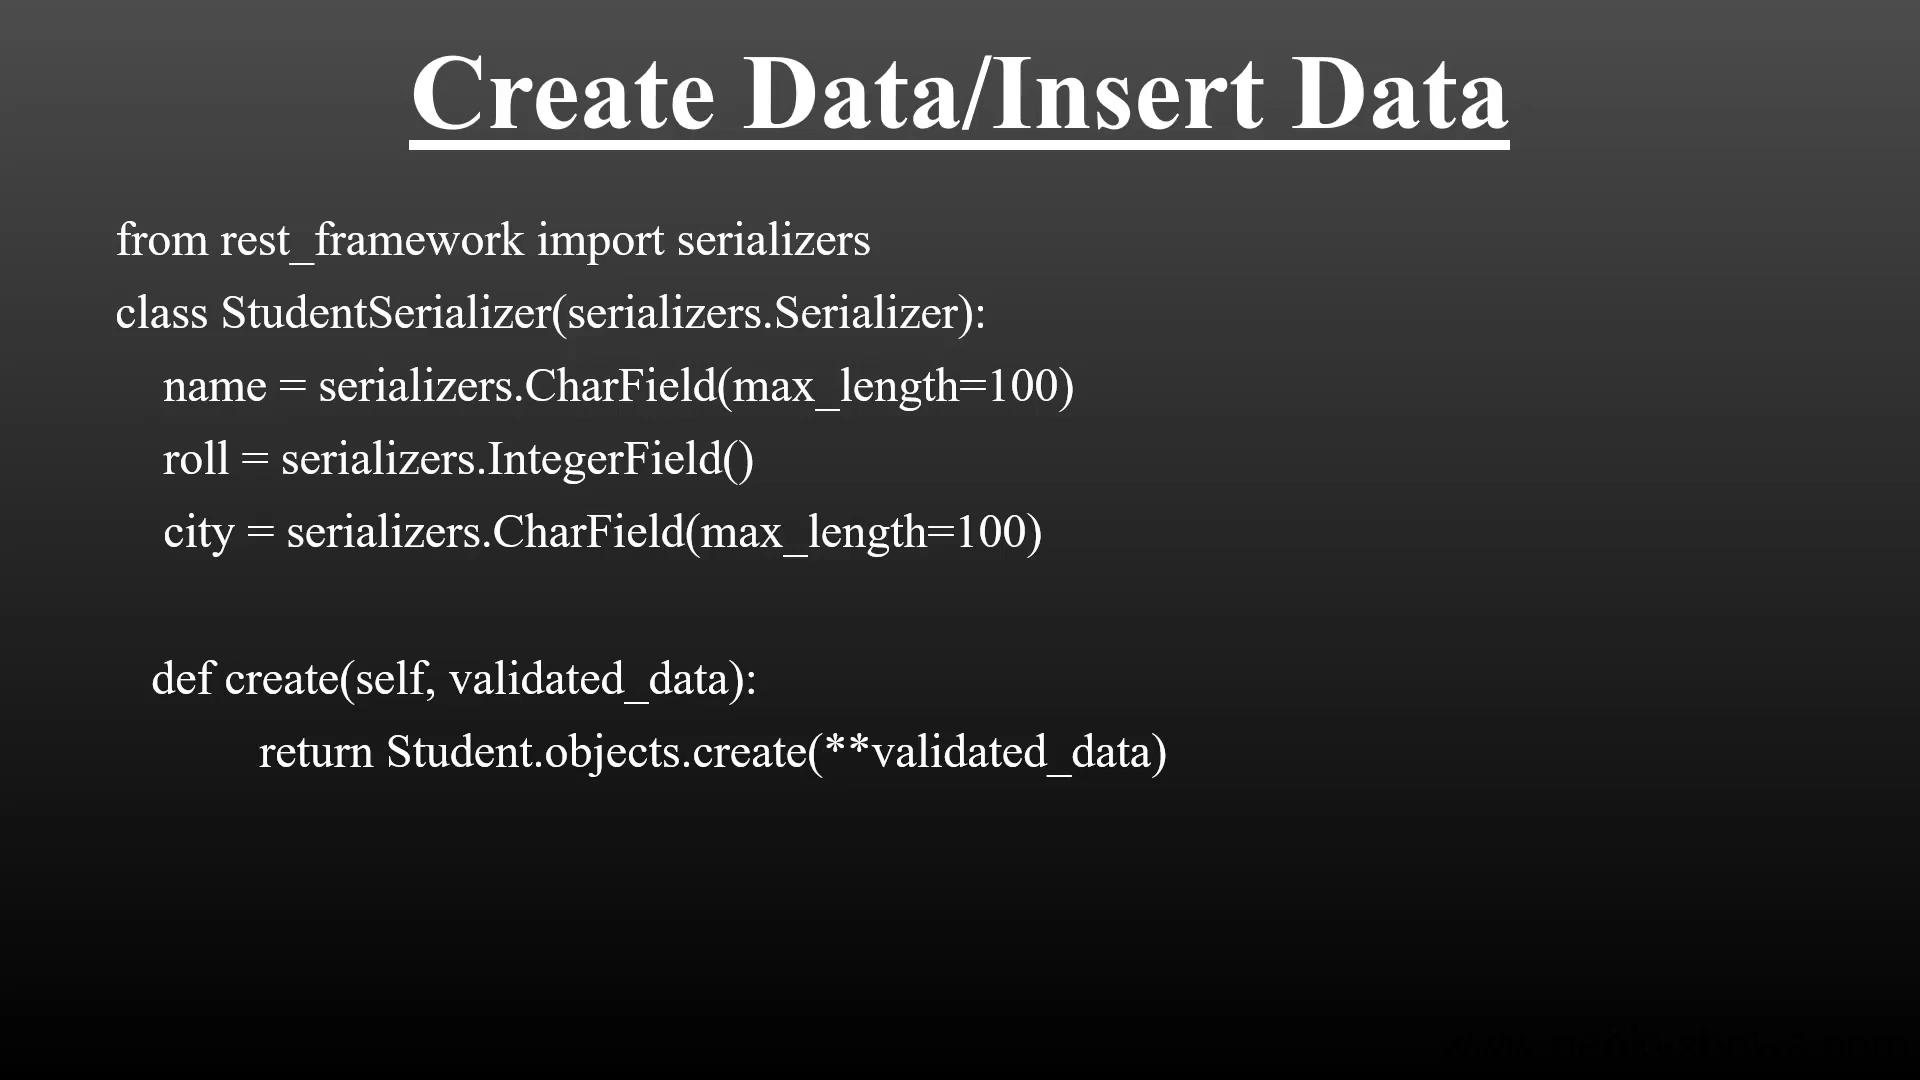 Create Data/Insert Data
from rest_framework import serializers
class StudentSerializer(serializers.Serializer):
name = serializers.CharField(max_length=100)
roll = serializers.IntegerField()
city = serializers.CharField(max_length=100)
def create(self, validated_data):
return Student.objects.create(**validated_data)